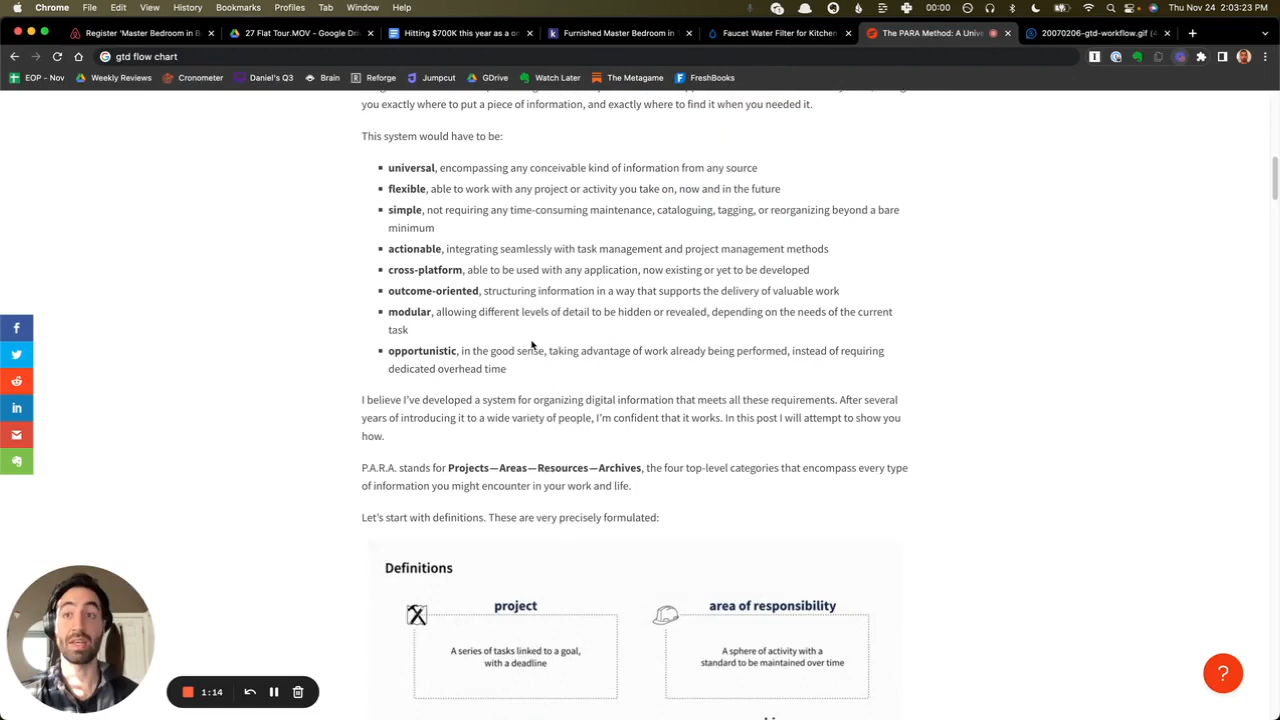 Chrome File Edit View History Bookmarks Profiles Tab Window Help 00:00 Thu Nov 24 2:03:23 PM
Register 'Master Bedroom in B 27 Flat Tour.MOV - Google Dri Hitting $700K this year as a on Furnished Master Bedroom in Faucet Water Filter for Kitchen The PARA Method: A Unive 20070206-gtd-workflow.gif (4
gtd flow chart
EOP - Nov Weekly Reviews Cronometer Daniel's Q3 Brain Reforge Jumpcut GDrive Watch Later The Metagame FreshBooks
you exactly where to put a piece of information, and exactly where to find it when you needed it.
This system would have to be:
universal, encompassing any conceivable kind of information from any source
flexible, able to work with any project or activity you take on, now and in the future
simple, not requiring any time-consuming maintenance, cataloguing, tagging, or reorganizing beyond a bare
minimum
actionable, integrating seamlessly with task management and project management methods
cross-platform, able to be used with any application, now existing or yet to be developed
outcome-oriented, structuring information in a way that supports the delivery of valuable work
modular, allowing different levels of detail to be hidden or revealed, depending on the needs of the current
task
opportunistic, in the good sense, taking advantage of work already being performed, instead of requiring
dedicated overhead time
I believe I've developed a system for organizing digital information that meets all these requirements. After several
years of introducing it to a wide variety of people, I'm confident that it works. In this post I will attempt to show you
how.
P.A.R.A. stands for Projects—Areas—Resources—Archives, the four top-level categories that encompass every type
of information you might encounter in your work and life.
Let's start with definitions. These are very precisely formulated:
Definitions
project
area of responsibility
A series of tasks linked to a goal,
with a deadline
A sphere of activity with a
standard to be maintained over time
1:14
?